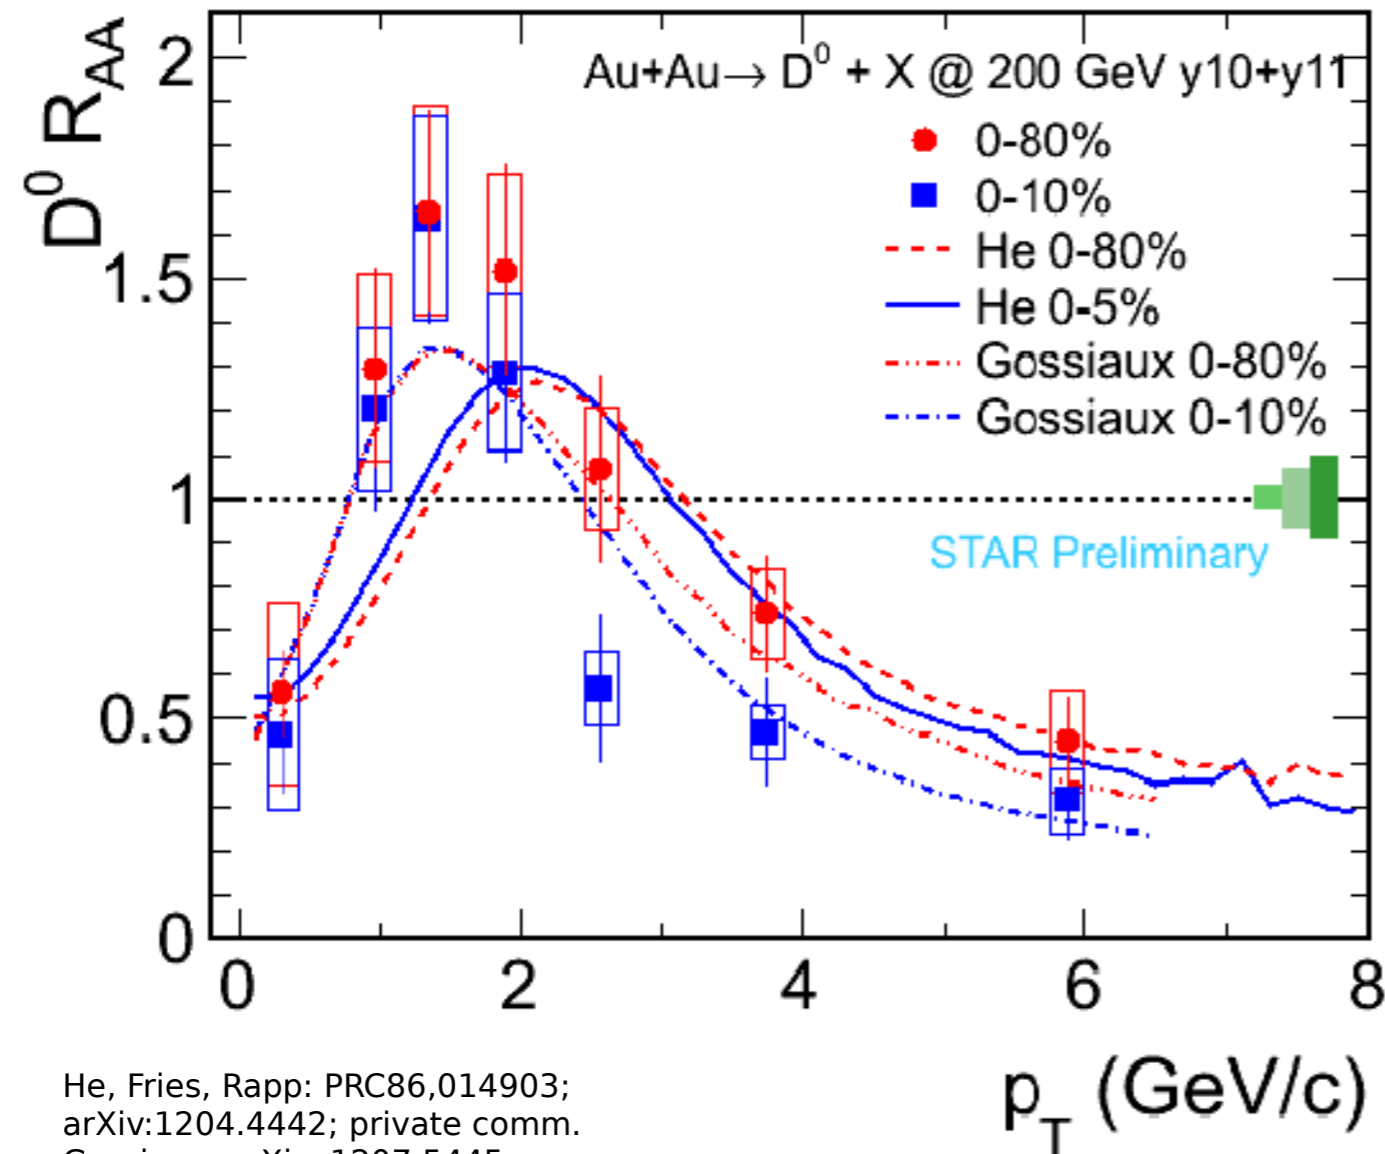 D⁰ R_AA
2
1.5
1
0.5
0
Au+Au→ D⁰ + X @ 200 GeV y10+y11
0-80%
0-10%
He 0-80%
He 0-5%
Gossiaux 0-80%
Gossiaux 0-10%
STAR Preliminary
0 2 4 6 8
p_T (GeV/c)
He, Fries, Rapp: PRC86,014903;
arXiv:1204.4442; private comm.